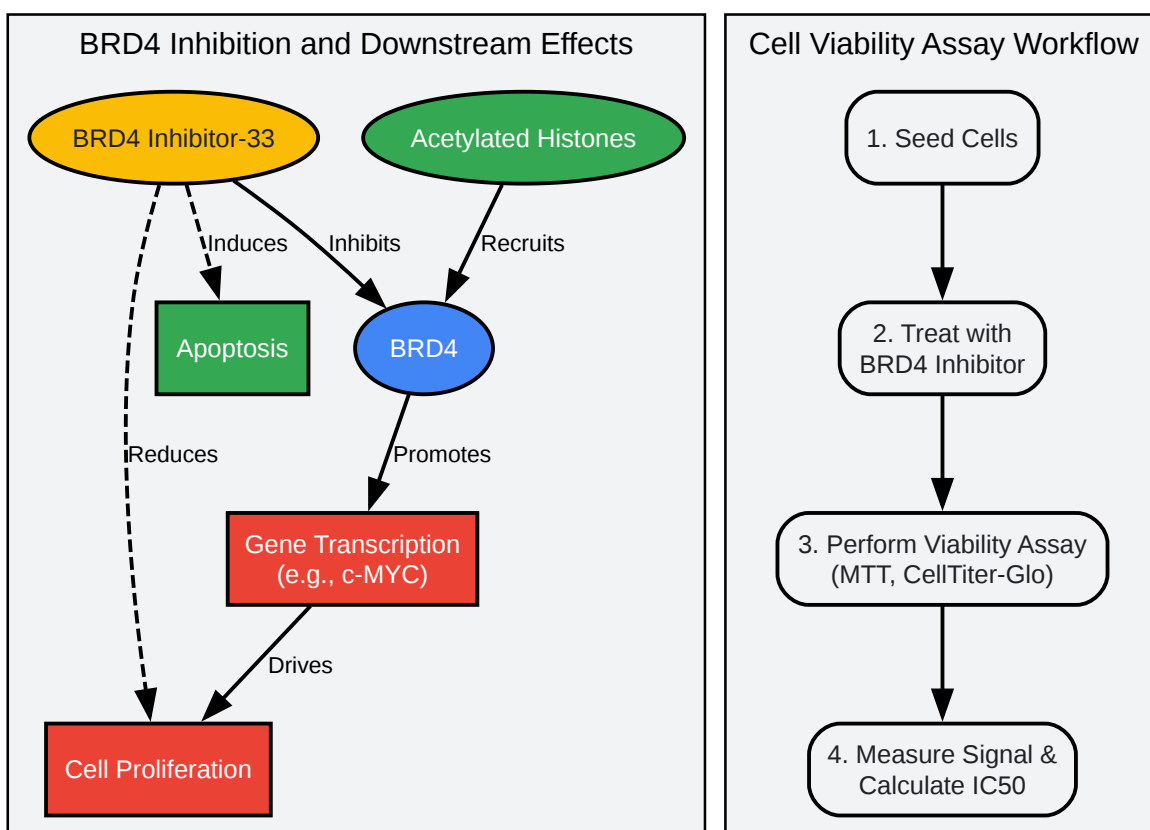 BRD4 Inhibition and Downstream Effects
BRD4 Inhibitor-33
Acetylated Histones
Induces
Inhibits
Recruits
Apoptosis
BRD4
Reduces
Promotes
Gene Transcription
(e.g., c-MYC)
Drives
Cell Proliferation
Cell Viability Assay Workflow
1. Seed Cells
2. Treat with
BRD4 Inhibitor
3. Perform Viability Assay
(MTT, CellTiter-Glo)
4. Measure Signal &
Calculate IC50